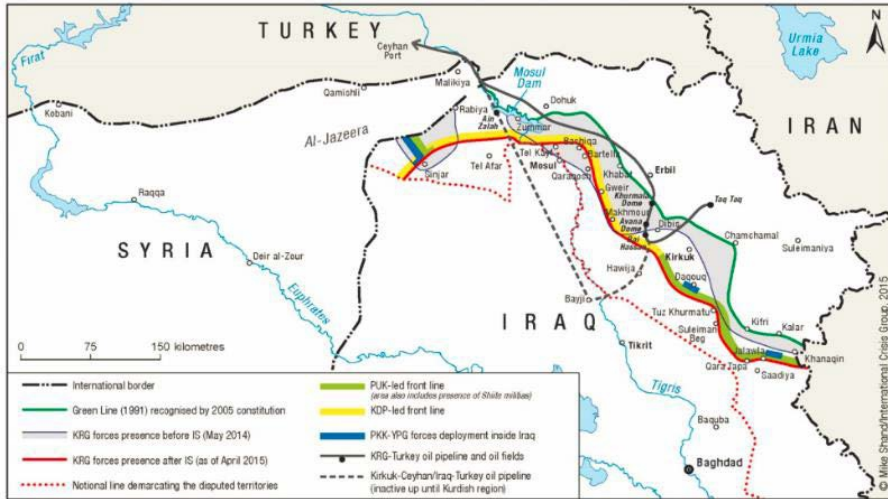 TURKEY
N
Urmia
Lake
Ceyhan
Port
Fırat
Malikiya
Mosul
Dam
Qamishli
Dohuk
IRAN
Kobani
Rabiya
Ain
Zalah
Zummar
Al-Jazeera
Tel Kayf
Bashiqa
Bartella
Mosul
Khabat
Erbil
Sinjar
Tel Afar
Qaraqosh
Gweir
Khurmala
Dome
Taq Taq
Raqqa
Makhmour
Avana
Dome
Dibis
Bai
Hassan
Chamchamal
Suleimaniya
SYRIA
Kirkuk
Deir al-Zour
Hawija
Daqouq
Euphrates
Bayji
IRAQ
Tuz Khurmatu
Kifri
Kalar
Suleiman
Beg
Tikrit
Jalawla
Khanaqin
Qara Tapa
Saadiya
Tigris
Baquba
Baghdad
0 75 150 kilometres
International border
Green Line (1991) recognised by 2005 constitution
KRG forces presence before IS (May 2014)
KRG forces presence after IS (as of April 2015)
Notional line demarcating the disputed territories
PUK-led front line
(area also includes presence of Shiite militias)
KDP-led front line
PKK-YPG forces deployment inside Iraq
KRG-Turkey oil pipeline and oil fields
Kirkuk-Ceyhan/Iraq-Turkey oil pipeline
(inactive up until Kurdish region)
© Mike Shand/International Crisis Group, 2015